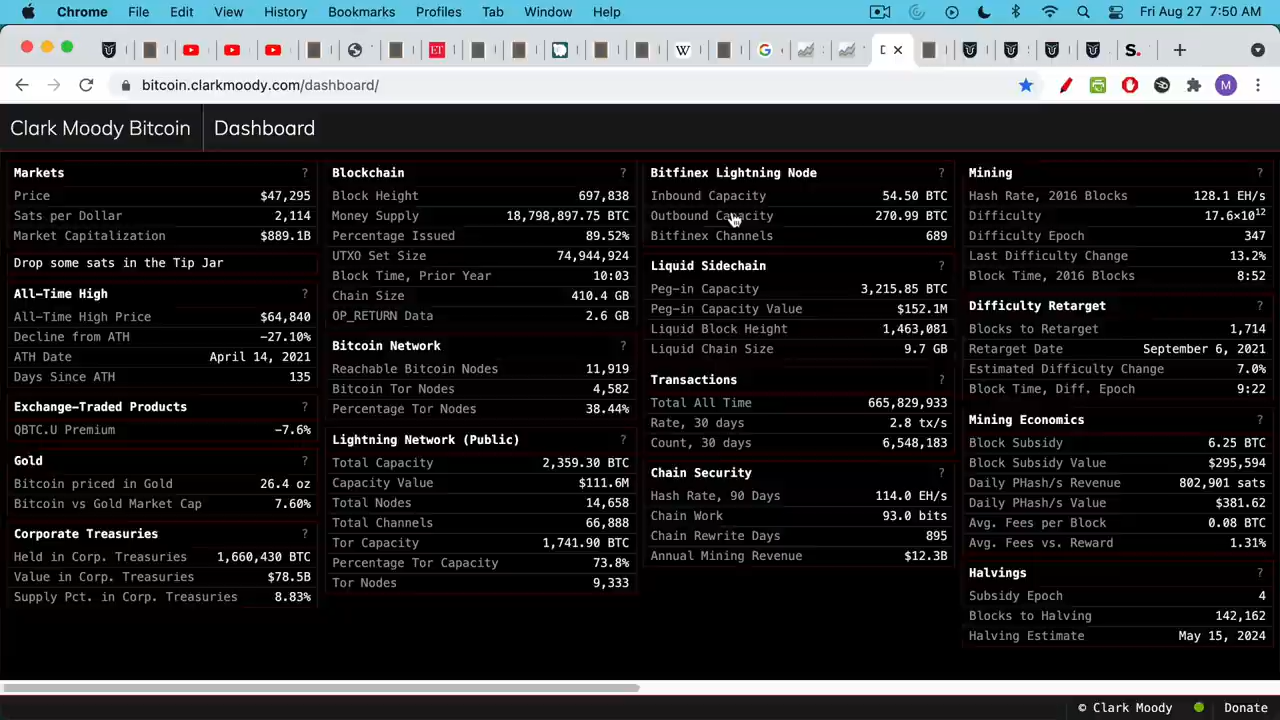 Chrome File Edit View History Bookmarks Profiles Tab Window Help Fri Aug 27 7:50 AM
bitcoin.clarkmoody.com/dashboard/
Clark Moody Bitcoin Dashboard
Markets ?
Price $47,295
Sats per Dollar 2,114
Market Capitalization $889.1B
Drop some sats in the Tip Jar
All-Time High ?
All-Time High Price $64,840
Decline from ATH -27.10%
ATH Date April 14, 2021
Days Since ATH 135
Exchange-Traded Products ?
QBTC.U Premium -7.6%
Gold ?
Bitcoin priced in Gold 26.4 oz
Bitcoin vs Gold Market Cap 7.60%
Corporate Treasuries ?
Held in Corp. Treasuries 1,660,430 BTC
Value in Corp. Treasuries $78.5B
Supply Pct. in Corp. Treasuries 8.83%
Blockchain ?
Block Height 697,838
Money Supply 18,798,897.75 BTC
Percentage Issued 89.52%
UTXO Set Size 74,944,924
Block Time, Prior Year 10:03
Chain Size 410.4 GB
OP_RETURN Data 2.6 GB
Bitcoin Network ?
Reachable Bitcoin Nodes 11,919
Bitcoin Tor Nodes 4,582
Percentage Tor Nodes 38.44%
Lightning Network (Public) ?
Total Capacity 2,359.30 BTC
Capacity Value $111.6M
Total Nodes 14,658
Total Channels 66,888
Tor Capacity 1,741.90 BTC
Percentage Tor Capacity 73.8%
Tor Nodes 9,333
Bitfinex Lightning Node ?
Inbound Capacity 54.50 BTC
Outbound Capacity 270.99 BTC
Bitfinex Channels 689
Liquid Sidechain ?
Peg-in Capacity 3,215.85 BTC
Peg-in Capacity Value $152.1M
Liquid Block Height 1,463,081
Liquid Chain Size 9.7 GB
Transactions ?
Total All Time 665,829,933
Rate, 30 days 2.8 tx/s
Count, 30 days 6,548,183
Chain Security ?
Hash Rate, 90 Days 114.0 EH/s
Chain Work 93.0 bits
Chain Rewrite Days 895
Annual Mining Revenue $12.3B
Mining ?
Hash Rate, 2016 Blocks 128.1 EH/s
Difficulty 17.6×10¹²
Difficulty Epoch 347
Last Difficulty Change 13.2%
Block Time, 2016 Blocks 8:52
Difficulty Retarget ?
Blocks to Retarget 1,714
Retarget Date September 6, 2021
Estimated Difficulty Change 7.0%
Block Time, Diff. Epoch 9:22
Mining Economics ?
Block Subsidy 6.25 BTC
Block Subsidy Value $295,594
Daily PHash/s Revenue 802,901 sats
Daily PHash/s Value $381.62
Avg. Fees per Block 0.08 BTC
Avg. Fees vs. Reward 1.31%
Halvings ?
Subsidy Epoch 4
Blocks to Halving 142,162
Halving Estimate May 15, 2024
© Clark Moody Donate